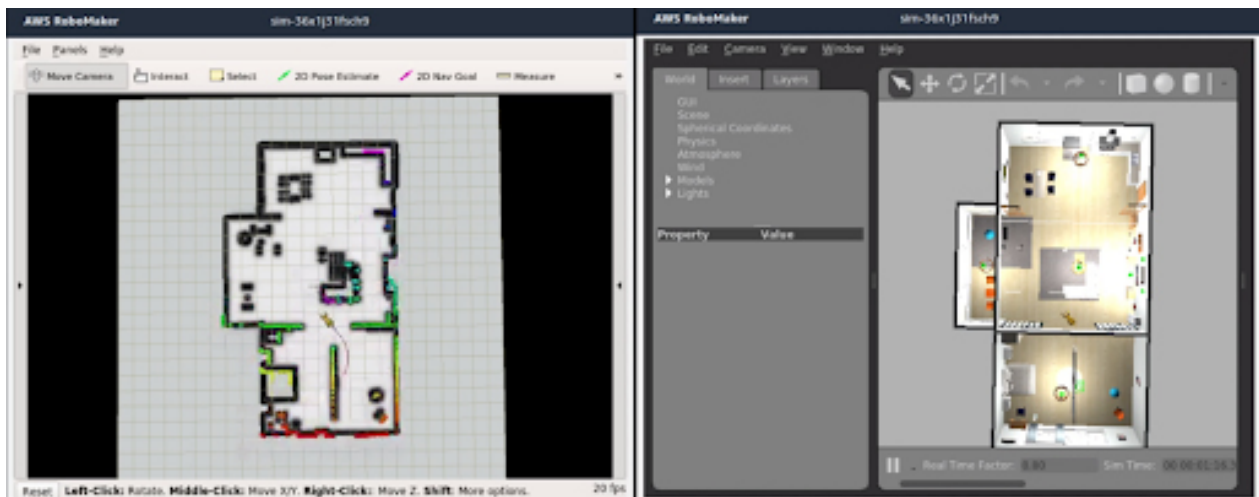 AWS RoboMaker
sim-36x1j31fsch9
File Panels Help
Move Camera Interact Select 2D Pose Estimate 2D Nav Goal Measure »
Reset Left-Click: Rotate. Middle-Click: Move X/Y. Right-Click: Move Z. Shift: More options.
20 fps
AWS RoboMaker
sim-36x1j31fsch9
File Edit Camera View Window Help
World Insert Layers
GUI
Scene
Spherical Coordinates
Physics
Atmosphere
Wind
Models
Lights
Property Value
Real Time Factor: 0.80 Sim Time: